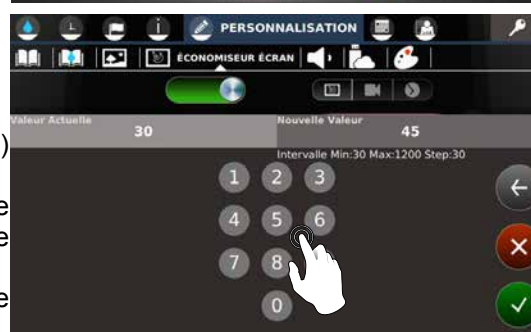 PERSONNALISATION
ÉCONOMISEUR ÉCRAN
Valeur Actuelle
30
Nouvelle Valeur
45
)
Intervalle Min:30 Max:1200 Step:30
1 2 3
e
4 5 6
e
7 8
e
0